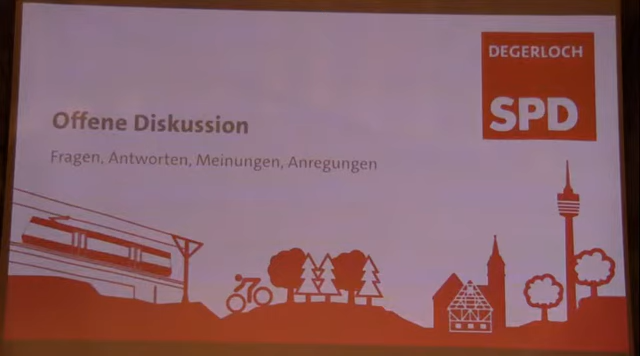 DEGERLOCH
SPD
Offene Diskussion
Fragen, Antworten, Meinungen, Anregungen